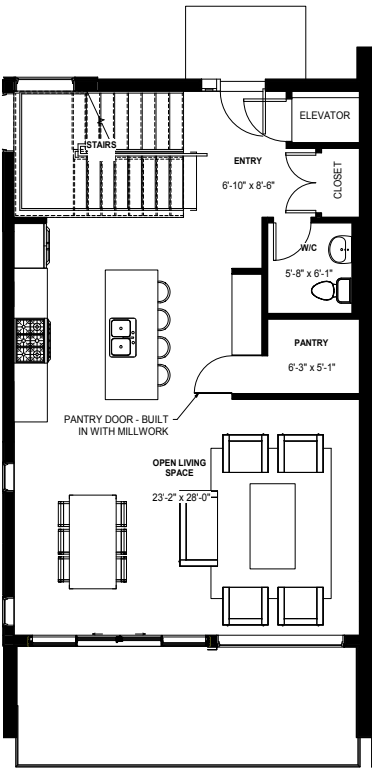 ELEVATOR
STAIRS
ENTRY
6'-10" x 8'-6"
CLOSET
W/C
5'-8" x 6'-1"
PANTRY
6'-3" x 5'-1"
PANTRY DOOR - BUILT
IN WITH MILLWORK
OPEN LIVING
SPACE
23'-2" x 28'-0"